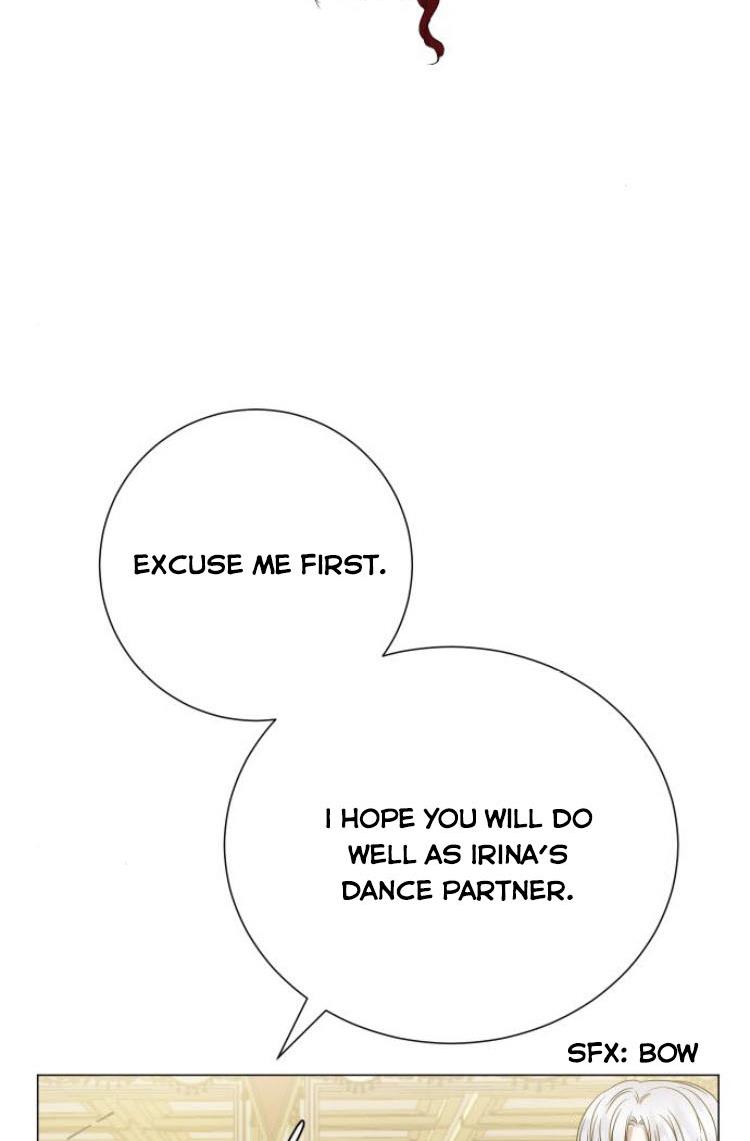 EXCUSE ME FIRST.
I HOPE YOU WILL DO
WELL AS IRINA'S
DANCE PARTNER.
SFX: BOW